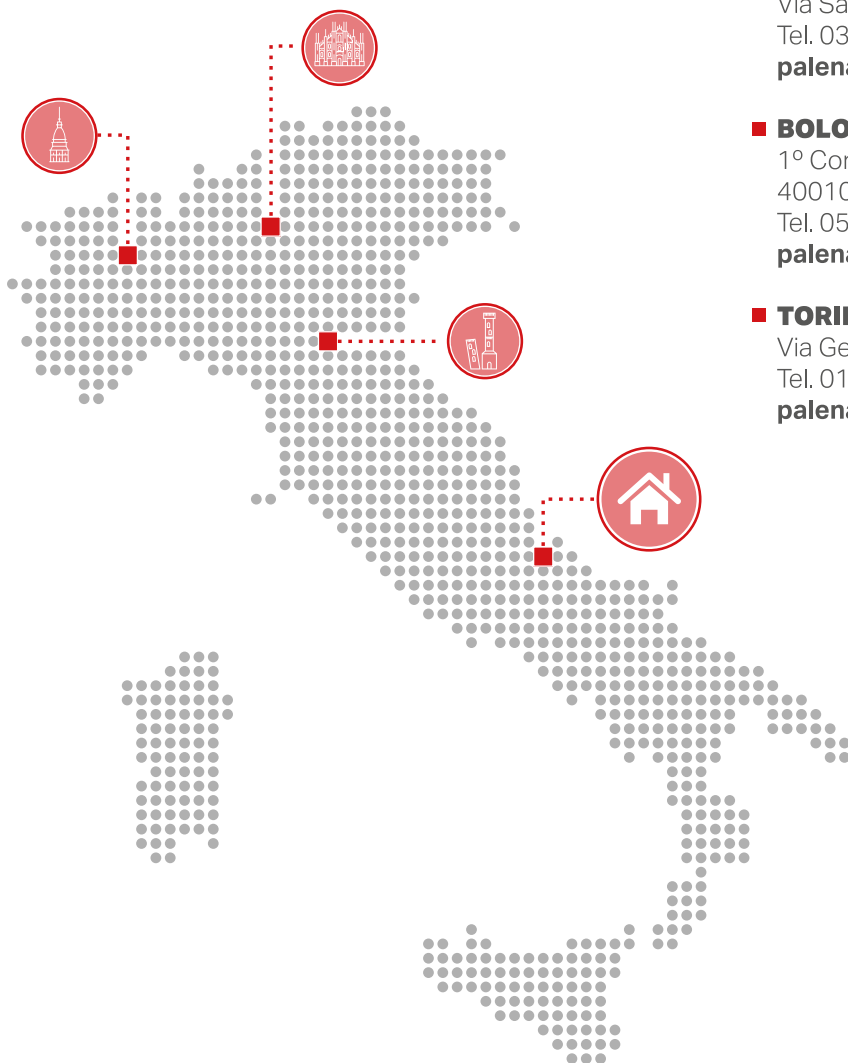 Via Sa
Tel. 03
palena
BOLO
1º Cor
40010
Tel. 05
palena
TORI
Via Ge
Tel. 01
palena